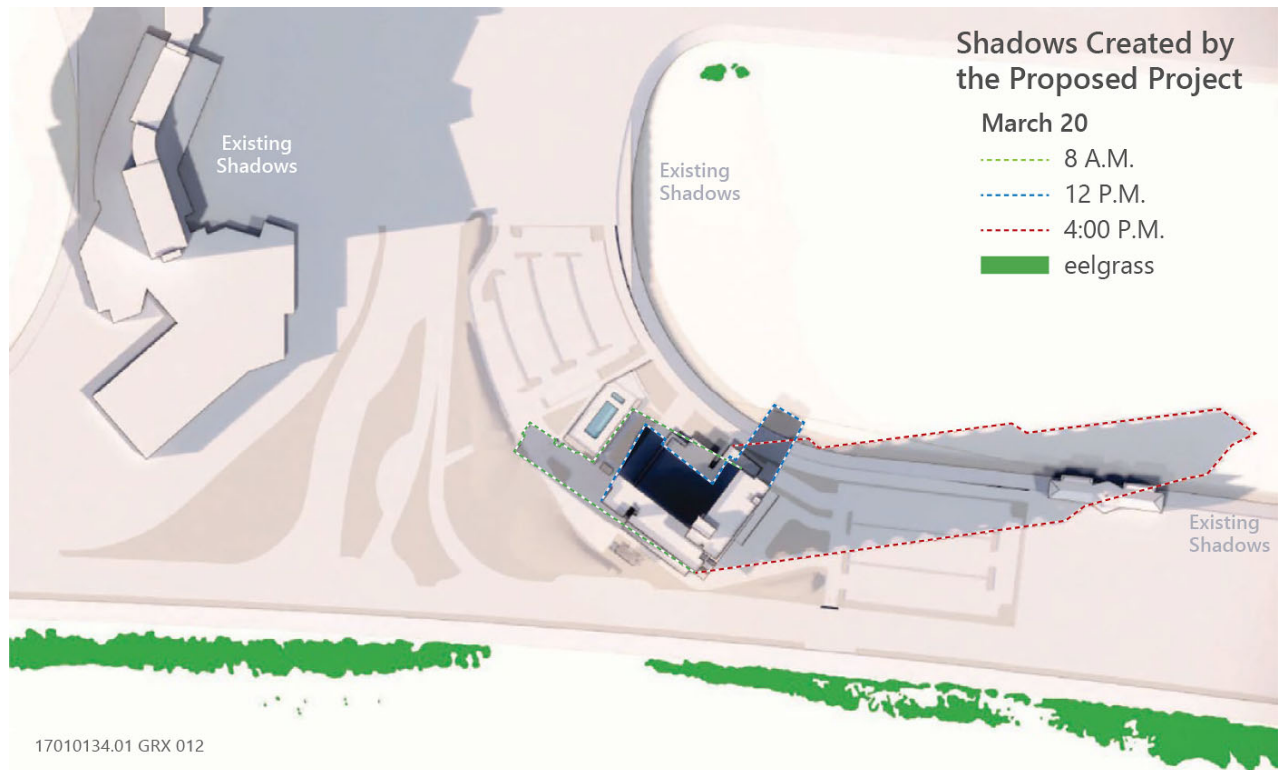 Shadows Created by
the Proposed Project
March 20
8 A.M.
12 P.M.
4:00 P.M.
eelgrass
Existing
Shadows
Existing
Shadows
Existing
Shadows
17010134.01 GRX 012